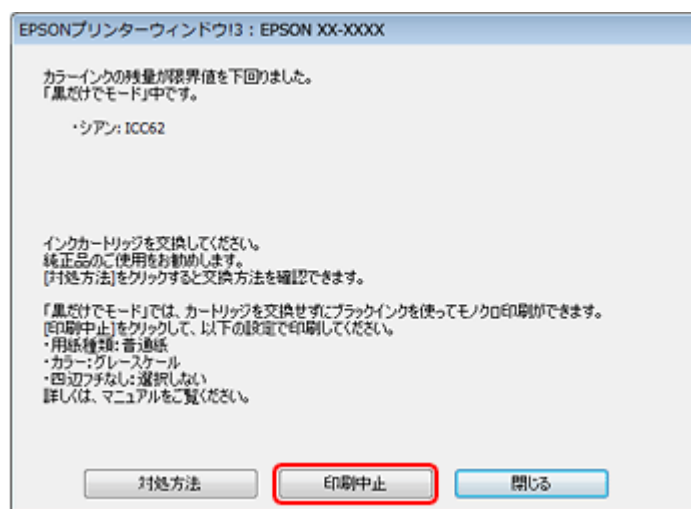 EPSONプリンターウィンドウ!3 : EPSON XX-XXXX
カラーインクの残量が限界値を下回りました。
「黒だけでモード」中です。
・シアン: ICC62
インクカートリッジを交換してください。
純正品のご使用をお勧めします。
[対処方法]をクリックすると交換方法を確認できます。
「黒だけでモード」では、カートリッジを交換せずにブラックインクを使ってモノクロ印刷ができます。
[印刷中止]をクリックして、以下の設定で印刷してください。
・用紙種類: 普通紙
・カラー: グレースケール
・四辺フチなし: 選択しない
詳しくは、マニュアルをご覧ください。
対処方法 印刷中止 閉じる